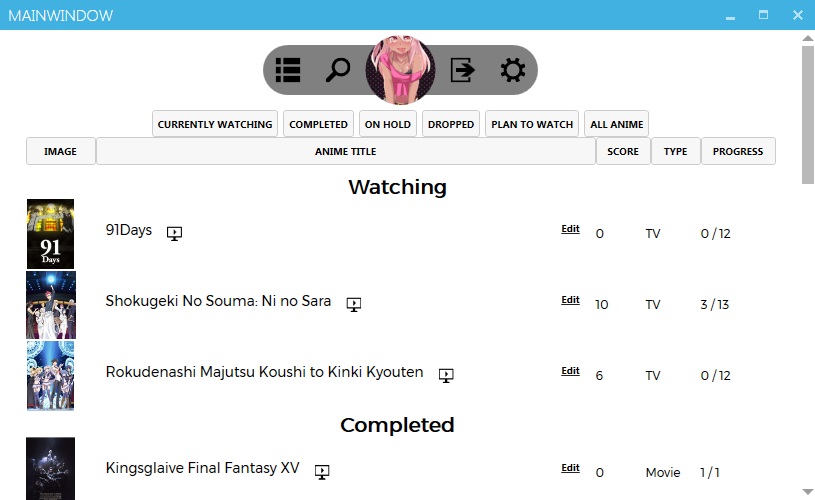 MAINWINDOW
CURRENTLY WATCHING COMPLETED ON HOLD DROPPED PLAN TO WATCH ALL ANIME
IMAGE ANIME TITLE SCORE TYPE PROGRESS
Watching
91 Days
91Days Edit 0 TV 0 / 12
Shokugeki No Souma: Ni no Sara Edit 10 TV 3 / 13
Rokudenashi Majutsu Koushi to Kinki Kyouten Edit 6 TV 0 / 12
Completed
Kingsglaive Final Fantasy XV Edit 0 Movie 1 / 1